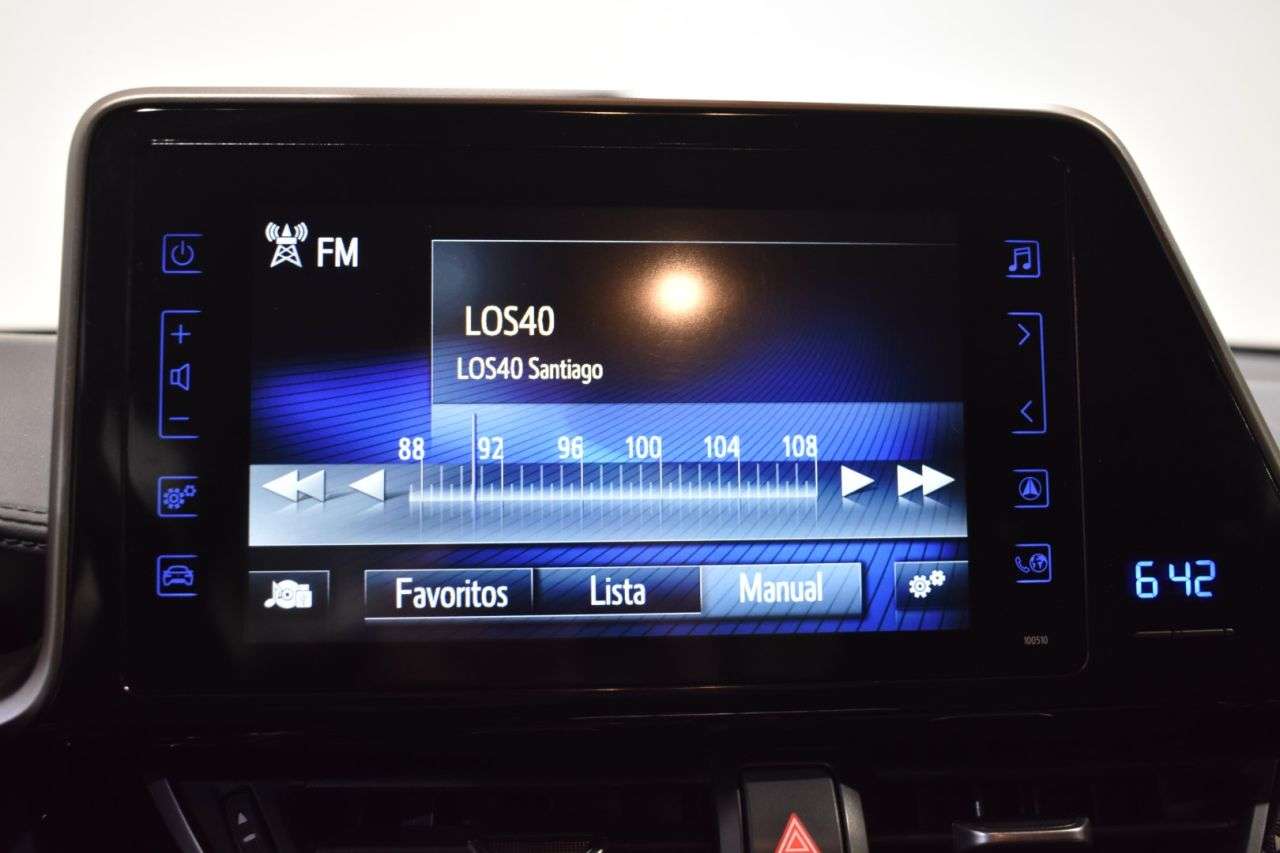 FM
LOS40
LOS40 Santiago
88 92 96 100 104 108
Favoritos Lista Manual
6 42
100510